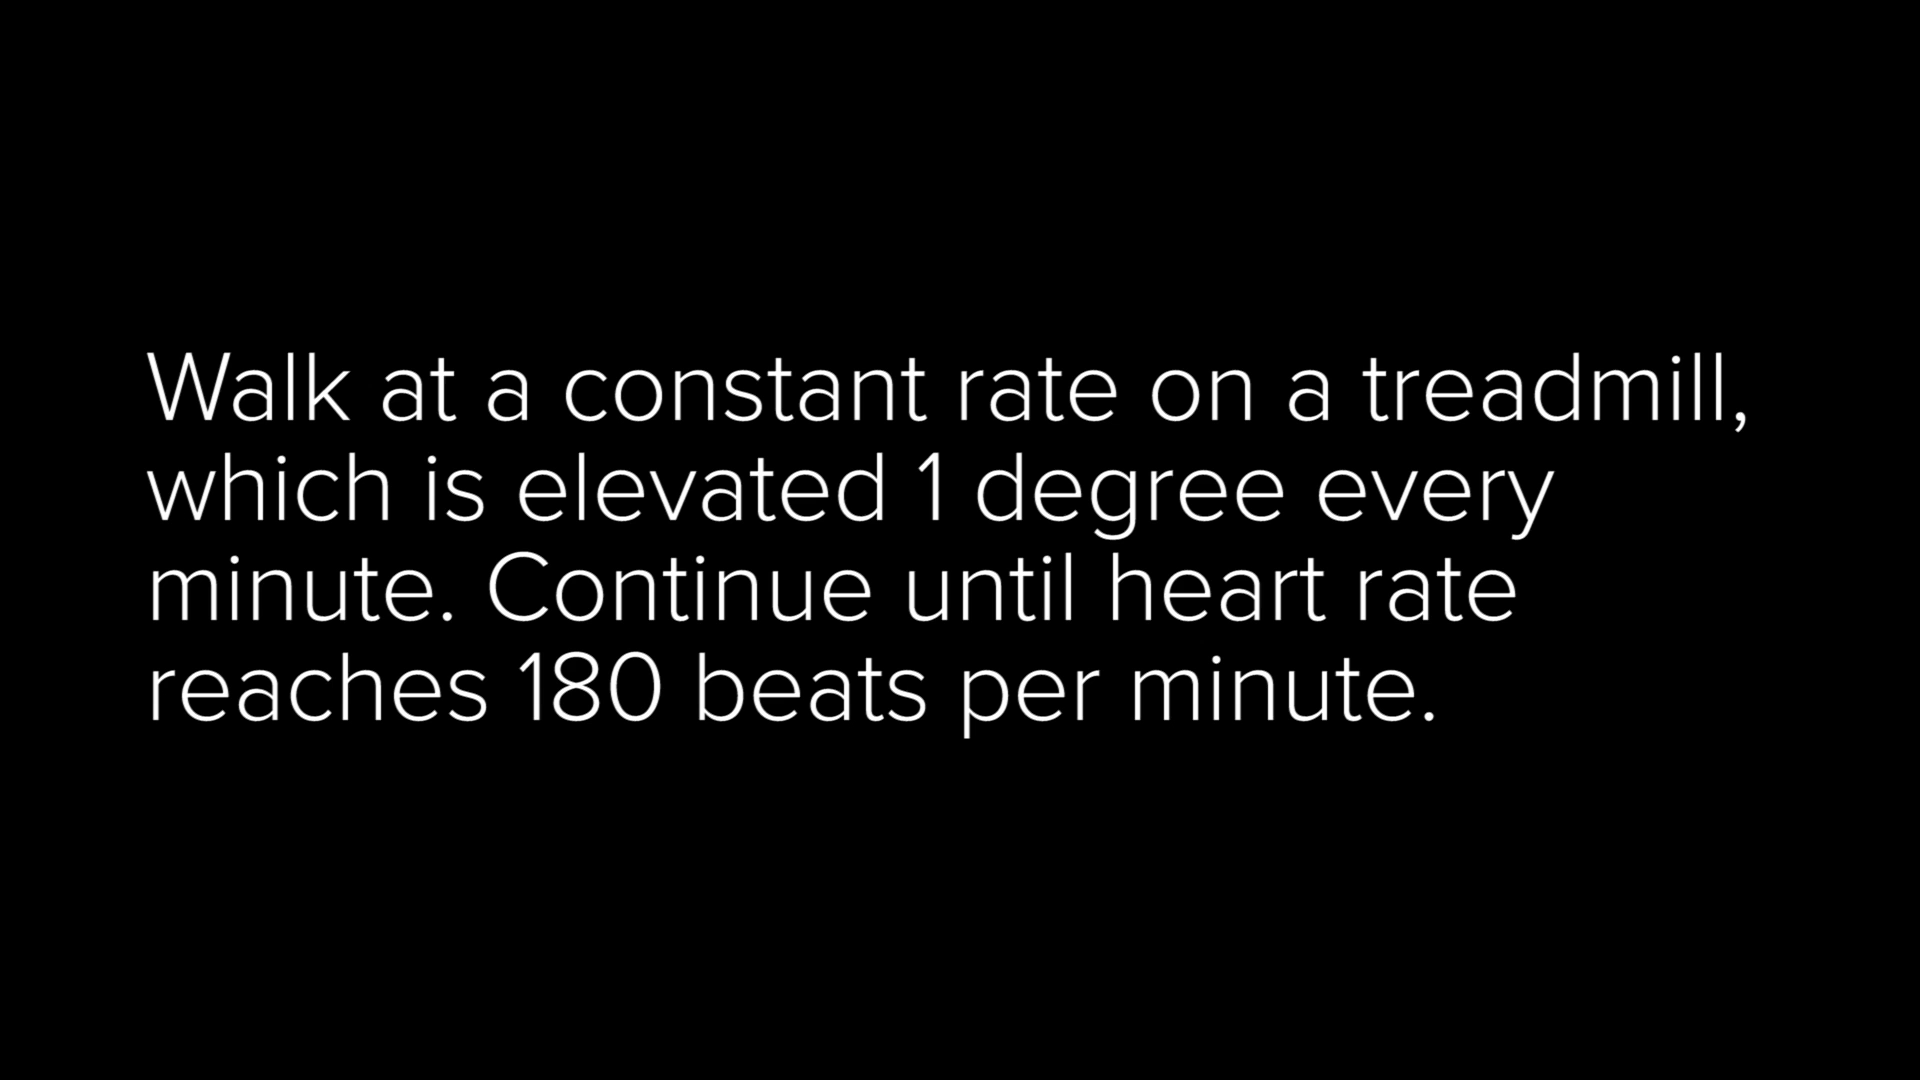 Walk at a constant rate on a treadmill,
which is elevated 1 degree every
minute. Continue until heart rate
reaches 180 beats per minute.